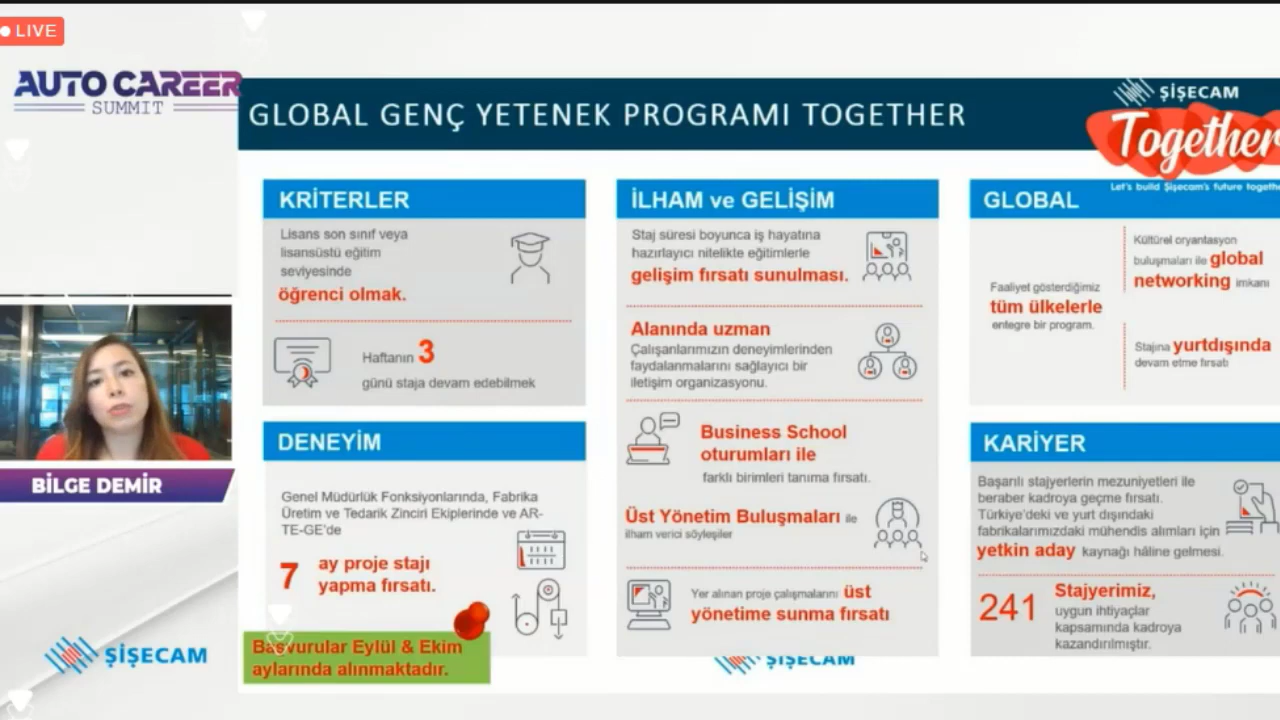 LIVE
AUTO CAREER
SUMMIT
GLOBAL GENÇ YETENEK PROGRAMI TOGETHER
ŞİŞECAM
Together
Let's build Şişecam's future togethe
KRİTERLER
Lisans son sınıf veya
lisansüstü eğitim
seviyesinde
öğrenci olmak.
Haftanın 3
günü staja devam edebilmek
DENEYİM
Genel Müdürlük Fonksiyonlarında, Fabrika
Üretim ve Tedarik Zinciri Ekiplerinde ve AR-
TE-GE'de
7 ay proje stajı
yapma fırsatı.
Başvurular Eylül & Ekim
aylarında alınmaktadır.
İLHAM ve GELİŞİM
Staj süresi boyunca iş hayatına
hazırlayıcı nitelikte eğitimlerle
gelişim fırsatı sunulması.
Alanında uzman
Çalışanlarımızın deneyimlerinden
faydalanmalarını sağlayıcı bir
iletişim organizasyonu.
Business School
oturumları ile
farklı birimleri tanıma fırsatı.
Üst Yönetim Buluşmaları ile
ilham verici söyleşiler
Yer alınan proje çalışmalarını üst
yönetime sunma fırsatı
ŞİŞECAM
GLOBAL
Faaliyet gösterdiğimiz
tüm ülkelerle
entegre bir program.
Kültürel oryantasyon
buluşmaları ile global
networking imkanı
Stajına yurtdışında
devam etme fırsatı
KARİYER
Başarılı stajyerlerin mezuniyetleri ile
beraber kadroya geçme fırsatı.
Türkiye'deki ve yurt dışındaki
fabrikalarımızdaki mühendis alımları için
yetkin aday kaynağı hâline gelmesi.
241 Stajyerimiz,
uygun ihtiyaçlar
kapsamında kadroya
kazandırılmıştır.
BİLGE DEMİR
ŞİŞECAM